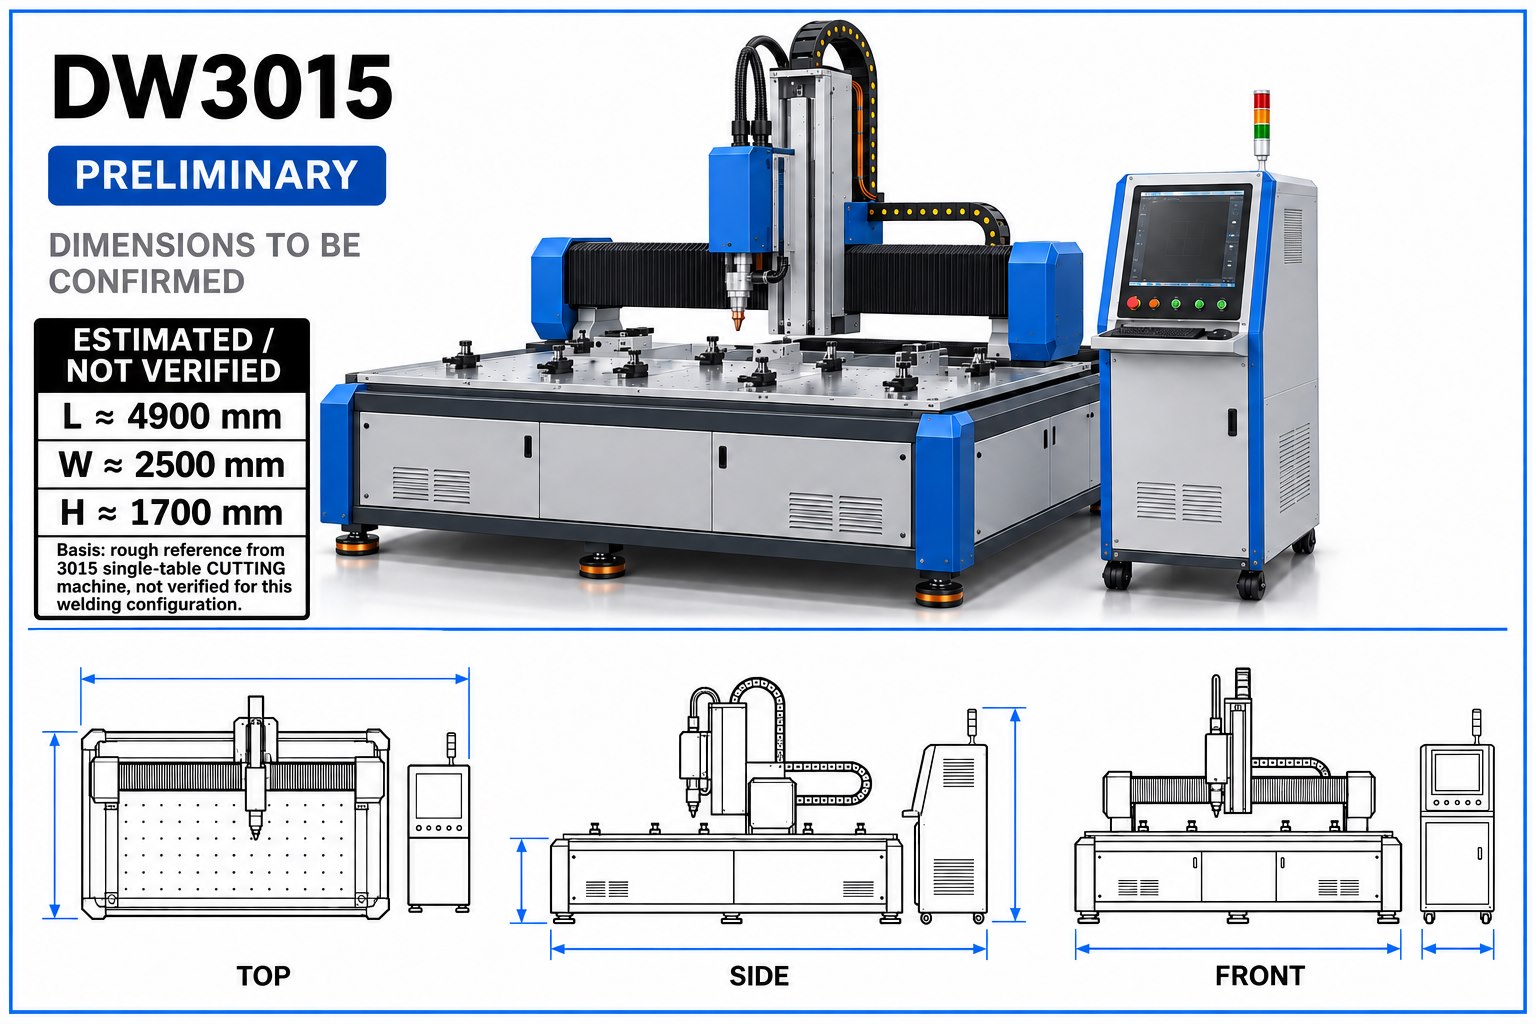 DW3015
PRELIMINARY
DIMENSIONS TO BE
CONFIRMED
ESTIMATED /
NOT VERIFIED
L ≈ 4900 mm
W ≈ 2500 mm
H ≈ 1700 mm
Basis: rough reference from
3015 single-table CUTTING
machine, not verified for this
welding configuration.
TOP
SIDE
FRONT